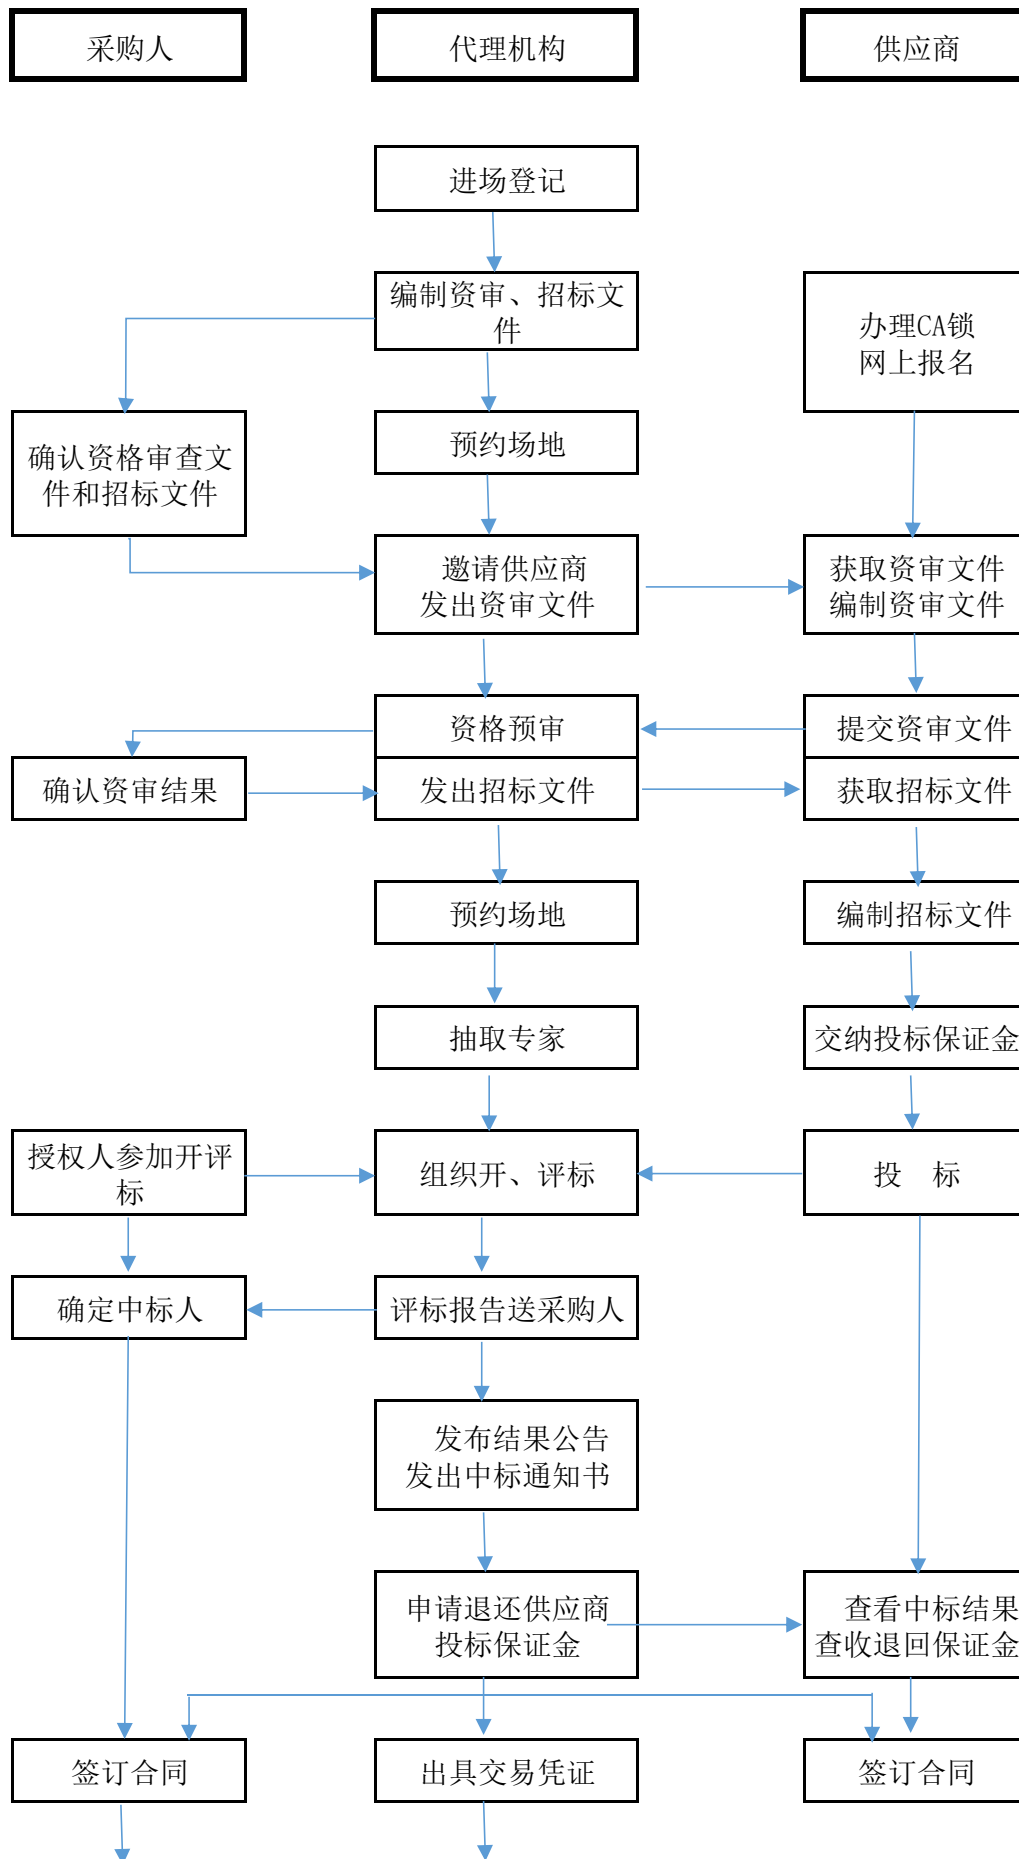 采购人
代理机构
供应商
进场登记
编制资审、招标文
件
办理CA锁
网上报名
确认资格审查文
件和招标文件
预约场地
邀请供应商
发出资审文件
获取资审文件
编制资审文件
资格预审
提交资审文件
确认资审结果
发出招标文件
获取招标文件
预约场地
编制招标文件
抽取专家
交纳投标保证金
授权人参加开评
标
组织开、评标
投　标
确定中标人
评标报告送采购人
发布结果公告
发出中标通知书
申请退还供应商
投标保证金
查看中标结果
查收退回保证金
签订合同
出具交易凭证
签订合同